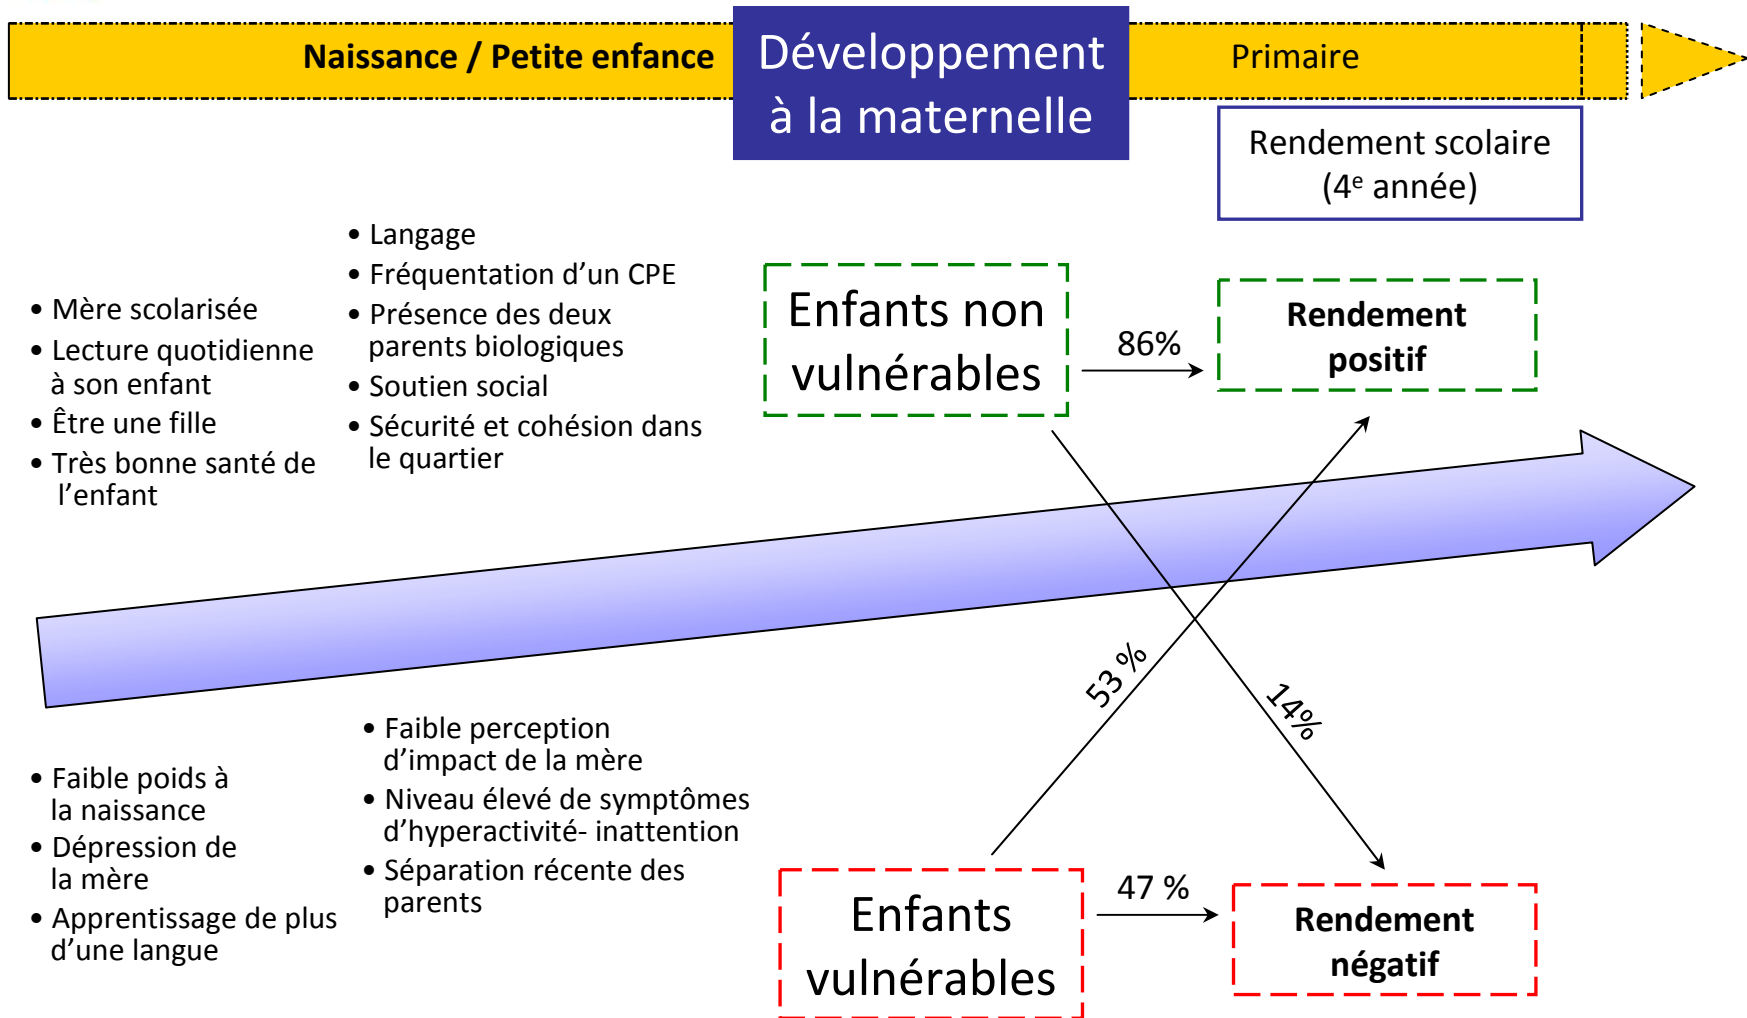 Naissance / Petite enfance
Développement
à la maternelle
Primaire
Rendement scolaire
(4e année)
• Mère scolarisée
• Lecture quotidienne
à son enfant
• Être une fille
• Très bonne santé de
l’enfant
• Langage
• Fréquentation d’un CPE
• Présence des deux
parents biologiques
• Soutien social
• Sécurité et cohésion dans
le quartier
Enfants non
vulnérables
86%
Rendement
positif
53 %
14%
• Faible poids à
la naissance
• Dépression de
la mère
• Apprentissage de plus
d’une langue
• Faible perception
d’impact de la mère
• Niveau élevé de symptômes
d’hyperactivité- inattention
• Séparation récente des
parents
Enfants
vulnérables
47 %
Rendement
négatif